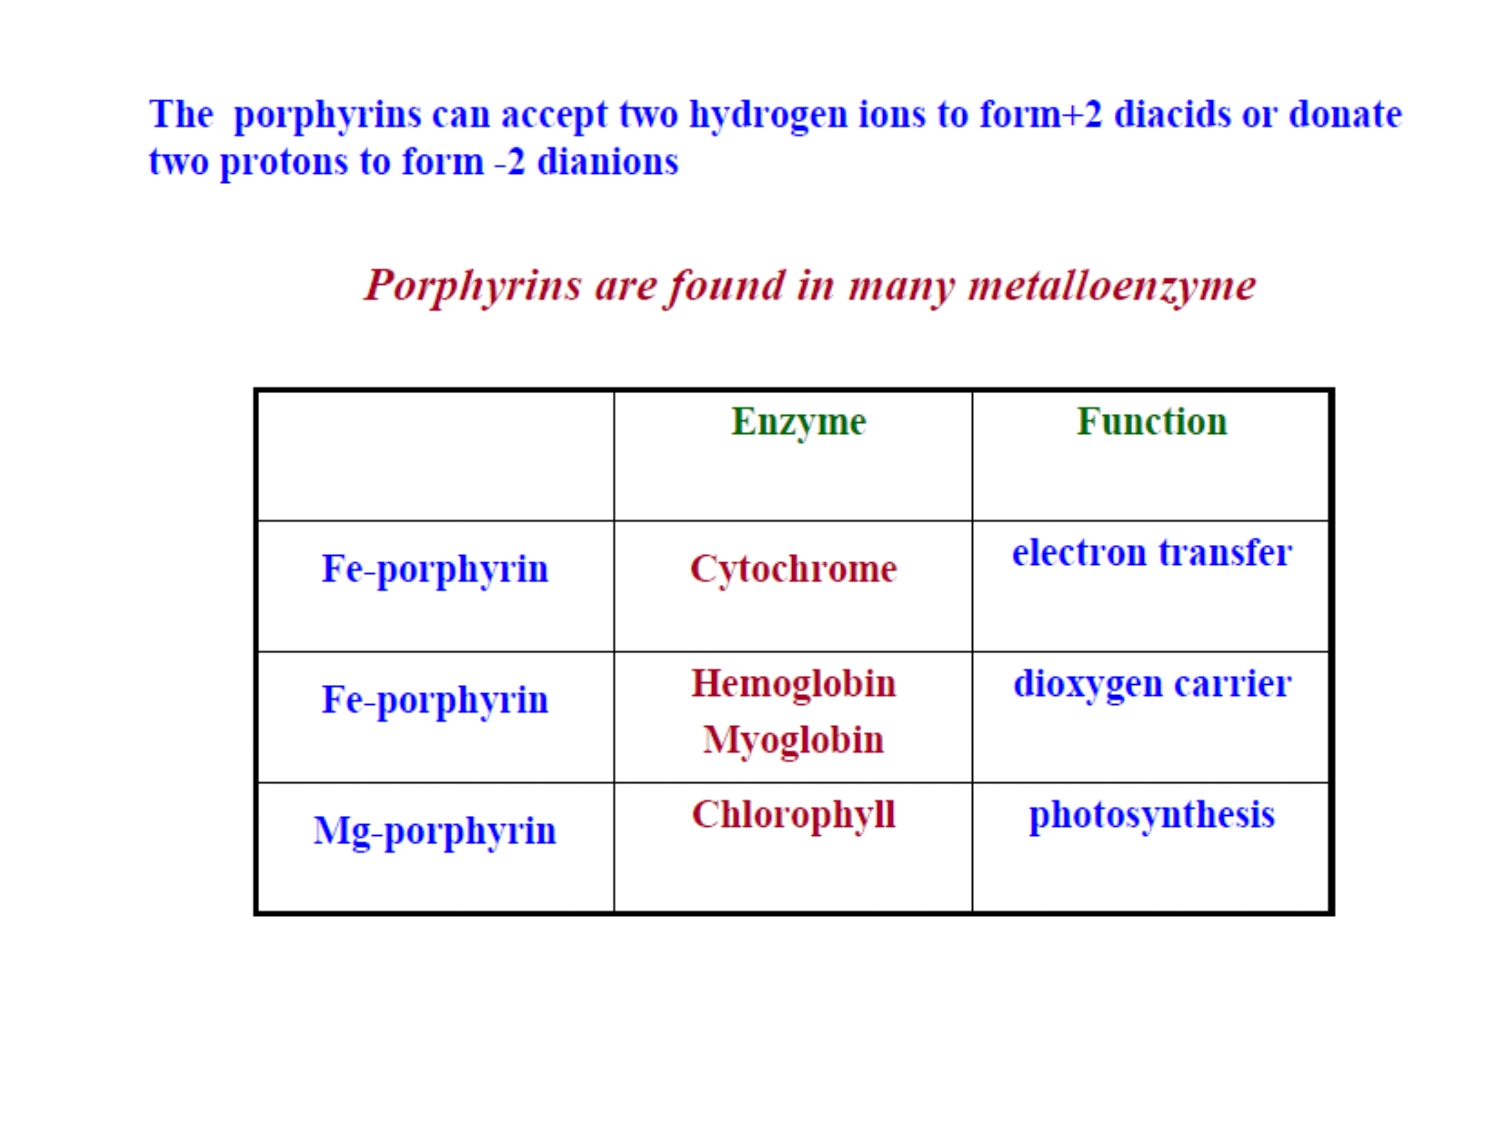 The porphyrins can accept two hydrogen ions to form+2 diacids or donate
two protons to form -2 dianions
Porphyrins are found in many metalloenzyme
Enzyme Function
Fe-porphyrin Cytochrome electron transfer
Fe-porphyrin Hemoglobin dioxygen carrier
Myoglobin
Mg-porphyrin Chlorophyll photosynthesis